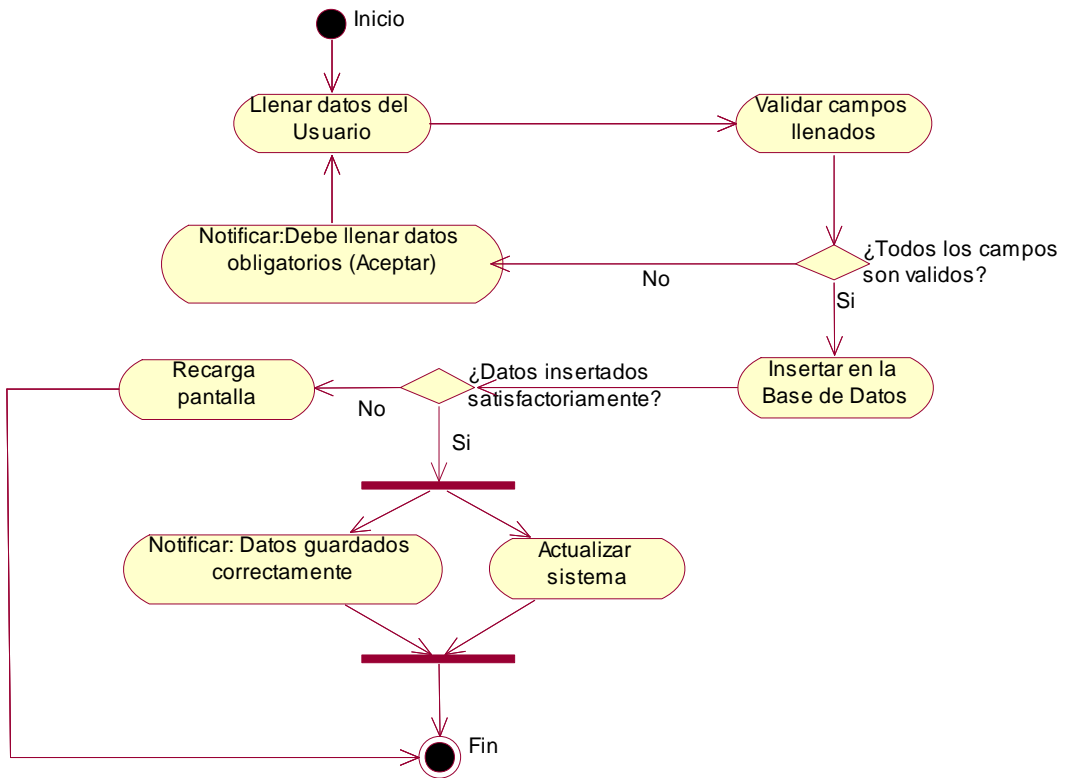 Inicio
Llenar datos del
Usuario
Validar campos
llenados
Notificar:Debe llenar datos
obligatorios (Aceptar)
No
¿Todos los campos
son validos?
Si
Recarga
pantalla
No
¿Datos insertados
satisfactoriamente?
Insertar en la
Base de Datos
Si
Notificar: Datos guardados
correctamente
Actualizar
sistema
Fin